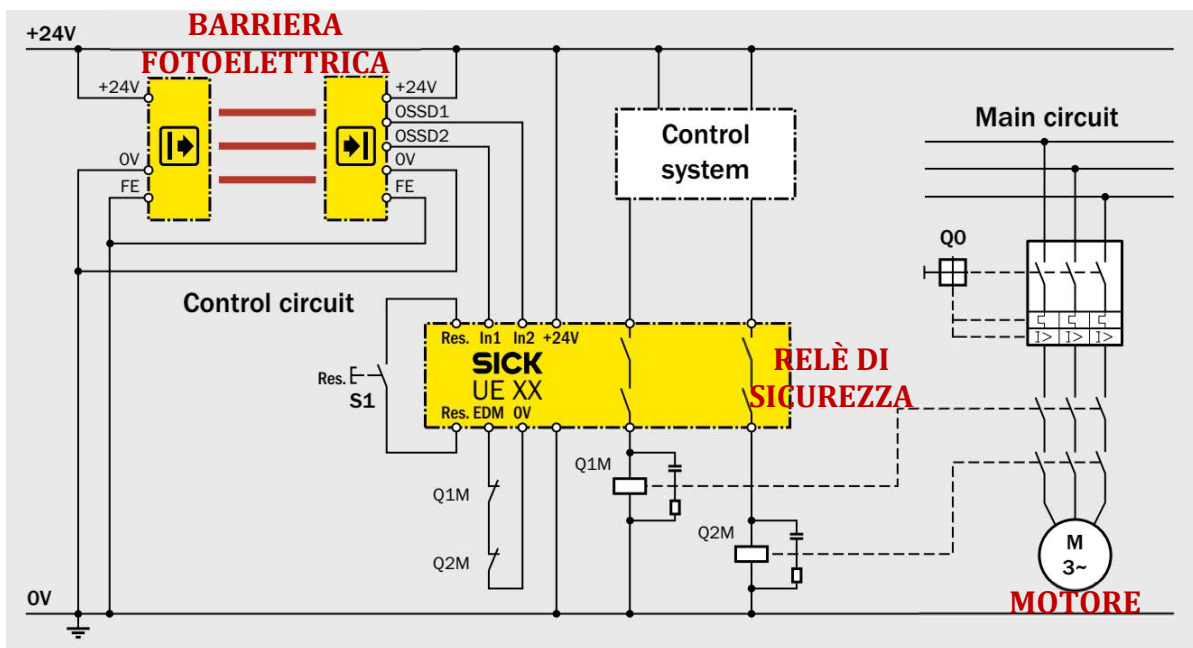 +24V
BARRIERA
FOTOELETTRICA
+24V
0V
FE
+24V
OSSD1
OSSD2
0V
FE
Control
system
Main circuit
Q0
I> I> I>
Control circuit
Res. In1 In2 +24V
SICK
UE XX
Res. EDM 0V
RELÈ DI
SICUREZZA
Res.
S1
Q1M
Q2M
Q1M
Q2M
M
3~
MOTORE
0V